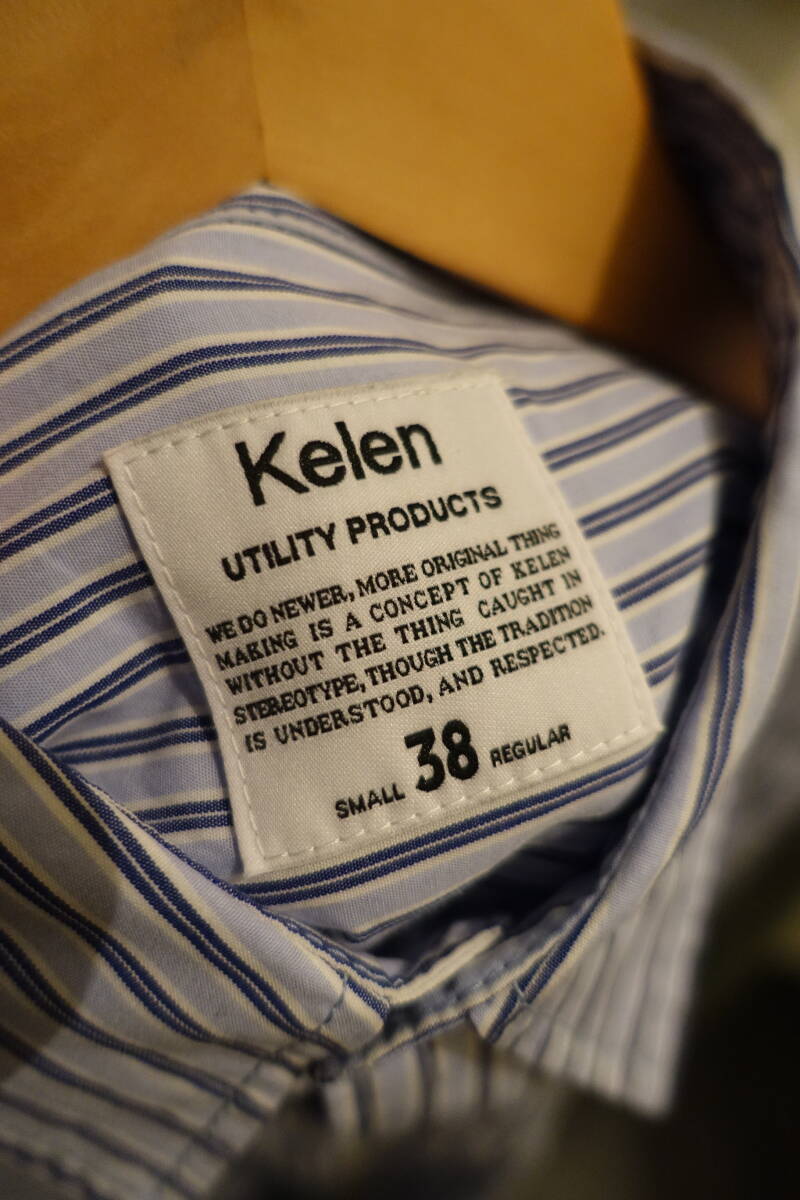 Kelen
UTILITY PRODUCTS
WE DO NEWER, MORE ORIGINAL THING
MAKING IS A CONCEPT OF KELEN
WITHOUT THE THING CAUGHT IN
STEREOTYPE, THOUGH THE TRADITION
IS UNDERSTOOD, AND RESPECTED.
SMALL 38 REGULAR